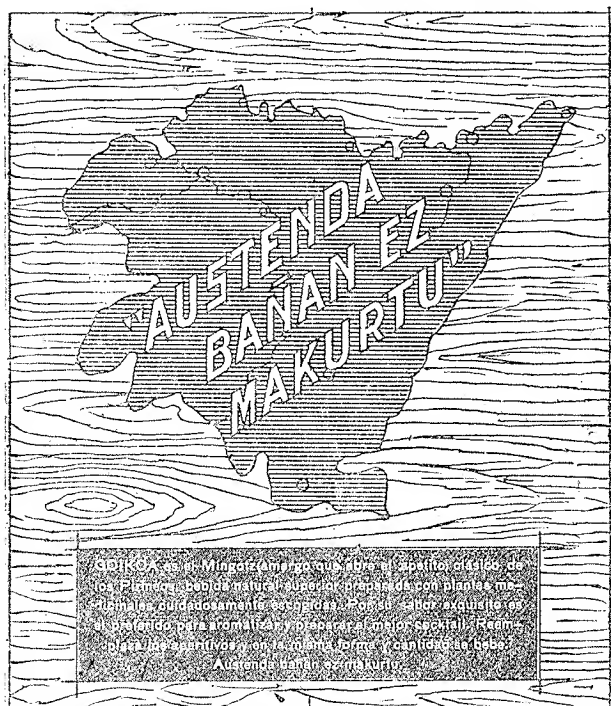 "AUSTENDA
BAÑAN EZ
MAKURTU"
GOIKOA es el Mingotz amargo que abre el apetito clásico de
los Pirineos, bebida natural superior preparada con plantas me-
dicinales cuidadosamente escogidas. Por su sabor exquisito es
el preferido para aromatizar y preparar el mejor cocktail. Reem-
plaza los aperitivos y en la misma forma y cantidad se bebe.
Austenda bañan ez makurtu.